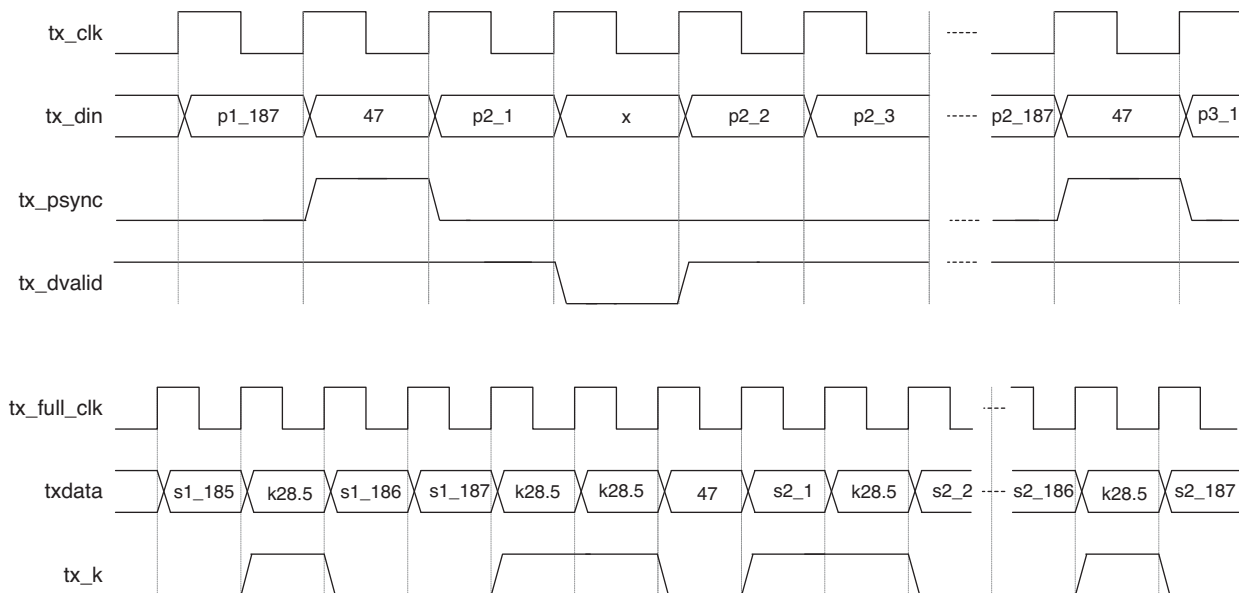 tx_clk
tx_din p1_187 47 p2_1 x p2_2 p2_3 p2_187 47 p3_1
tx_psync
tx_dvalid
tx_full_clk
txdata s1_185 k28.5 s1_186 s1_187 k28.5 k28.5 47 s2_1 k28.5 s2_2 s2_186 k28.5 s2_187
tx_k